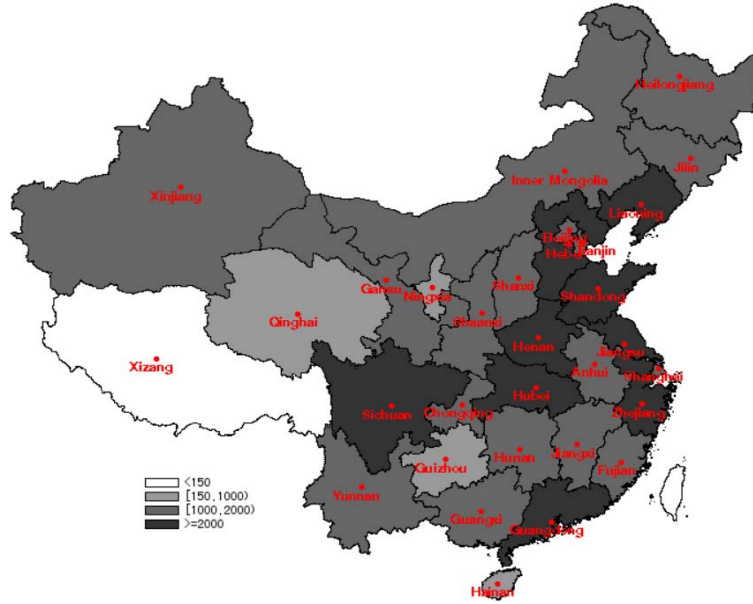 Heilongjiang
Jilin
Inner Mongolia
Xinjiang
Liaoning
Beijing
Tianjin
Hebei
Gansu
Ningxia
Shanxi
Shandong
Qinghai
Shaanxi
Henan
Jiangsu
Xizang
Anhui
Shanghai
Sichuan
Chongqing
Hubei
Zhejiang
Guizhou
Hunan
Jiangxi
Fujian
<150
[150,1000)
[1000,2000)
>=2000
Yunnan
Guangxi
Guangdong
Hainan